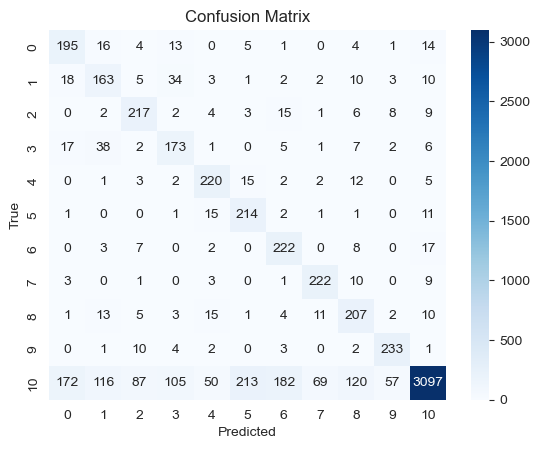 Confusion Matrix
0 195 16 4 13 0 5 1 0 4 1 14
1 18 163 5 34 3 1 2 2 10 3 10
2 0 2 217 2 4 3 15 1 6 8 9
3 17 38 2 173 1 0 5 1 7 2 6
4 0 1 3 2 220 15 2 2 12 0 5
5 1 0 0 1 15 214 2 1 1 0 11
6 0 3 7 0 2 0 222 0 8 0 17
7 3 0 1 0 3 0 1 222 10 0 9
8 1 13 5 3 15 1 4 11 207 2 10
9 0 1 10 4 2 0 3 0 2 233 1
10 172 116 87 105 50 213 182 69 120 57 3097
0 1 2 3 4 5 6 7 8 9 10
Predicted
True
3000
2500
2000
1500
1000
500
0